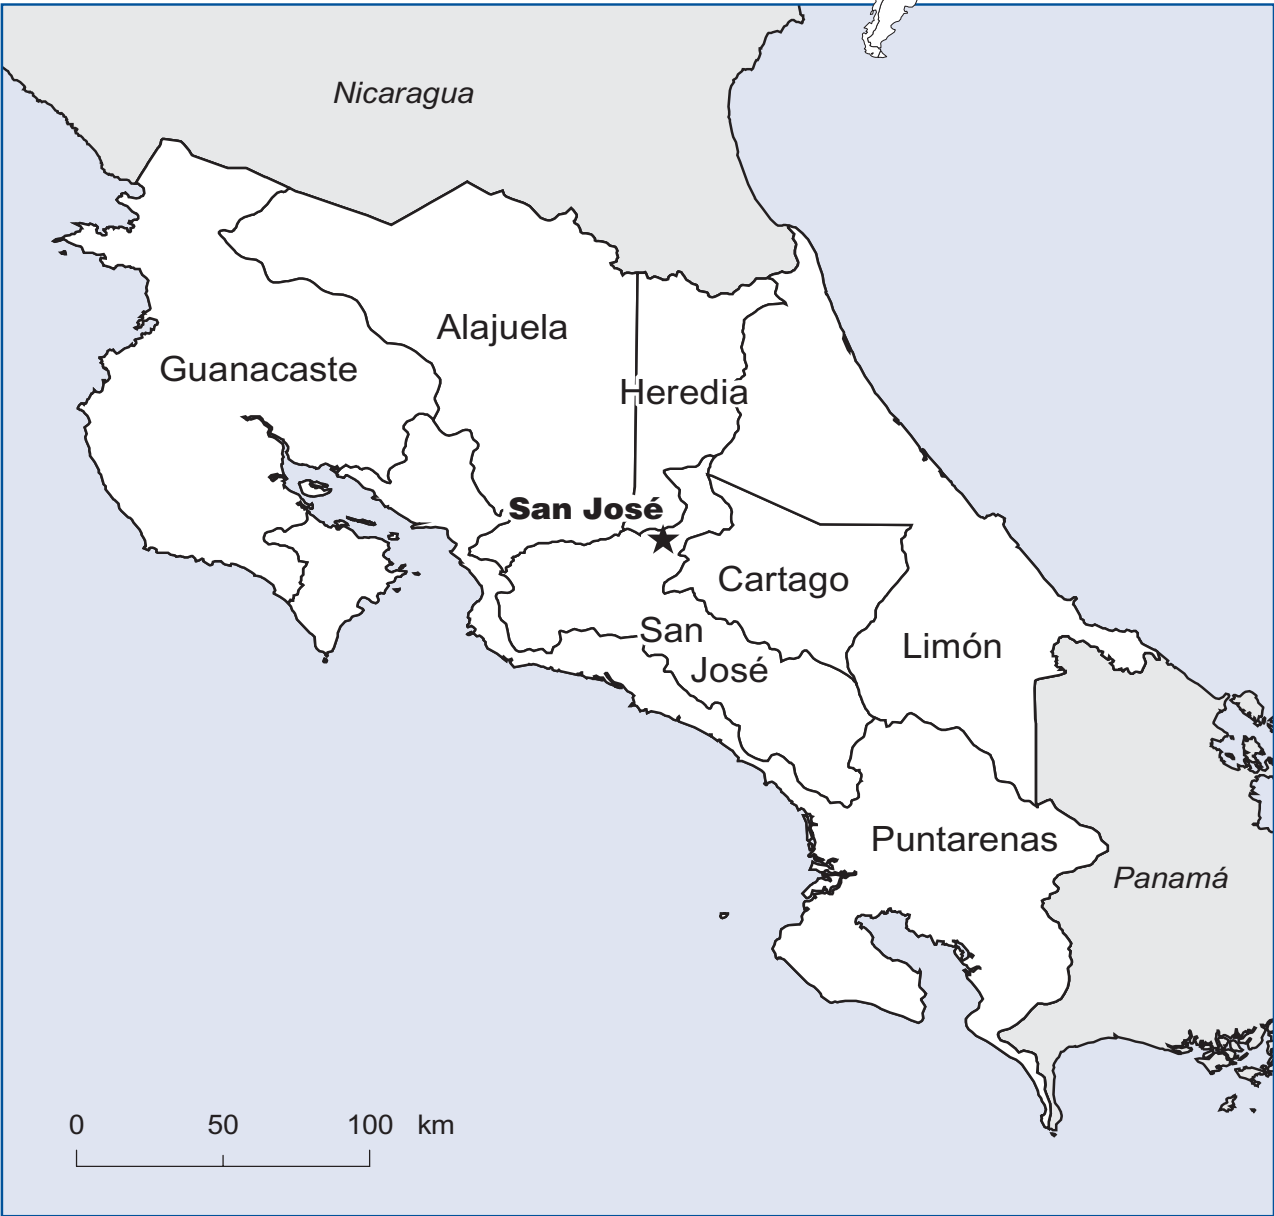 Nicaragua
Alajuela
Guanacaste
Heredia
San José
Cartago
San
José
Limón
Puntarenas
Panamá
0 50 100 km